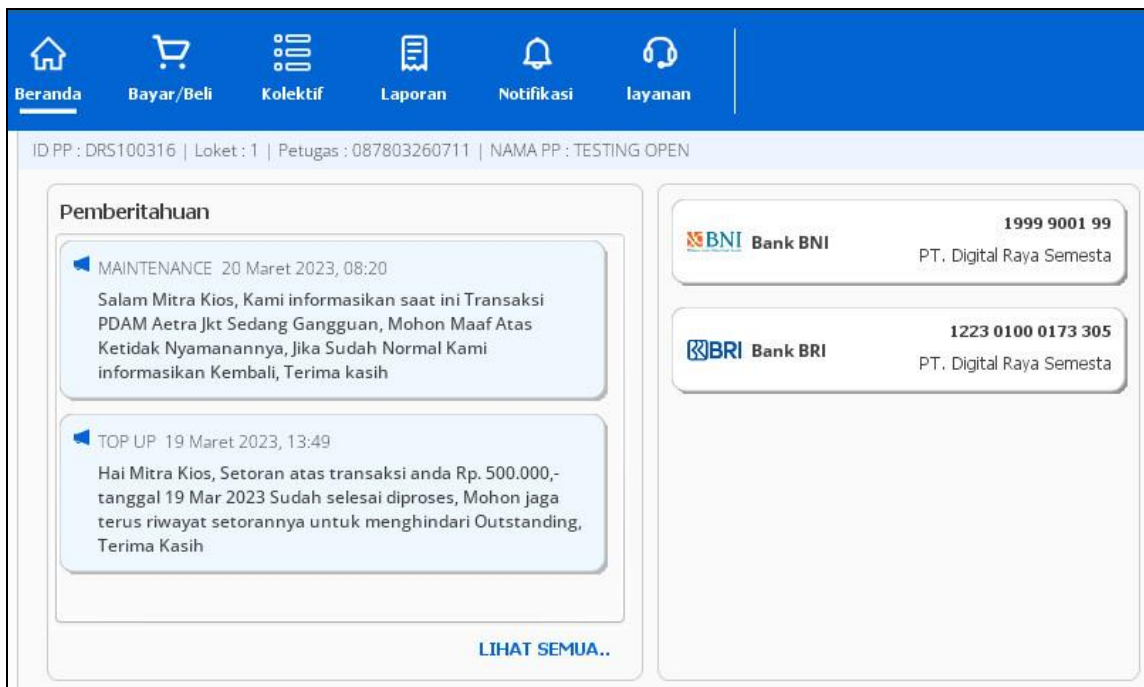 Beranda Bayar/Beli Kolektif Laporan Notifikasi layanan
ID PP : DRS100316 | Loket : 1 | Petugas : 087803260711 | NAMA PP : TESTING OPEN
Pemberitahuan
MAINTENANCE 20 Maret 2023, 08:20
Salam Mitra Kios, Kami informasikan saat ini Transaksi
PDAM Aetra Jkt Sedang Gangguan, Mohon Maaf Atas
Ketidak Nyamanannya, Jika Sudah Normal Kami
informasikan Kembali, Terima kasih
TOP UP 19 Maret 2023, 13:49
Hai Mitra Kios, Setoran atas transaksi anda Rp. 500.000,-
tanggal 19 Mar 2023 Sudah selesai diproses, Mohon jaga
terus riwayat setorannya untuk menghindari Outstanding,
Terima Kasih
LIHAT SEMUA..
BNI Bank BNI
1999 9001 99
PT. Digital Raya Semesta
BRI Bank BRI
1223 0100 0173 305
PT. Digital Raya Semesta